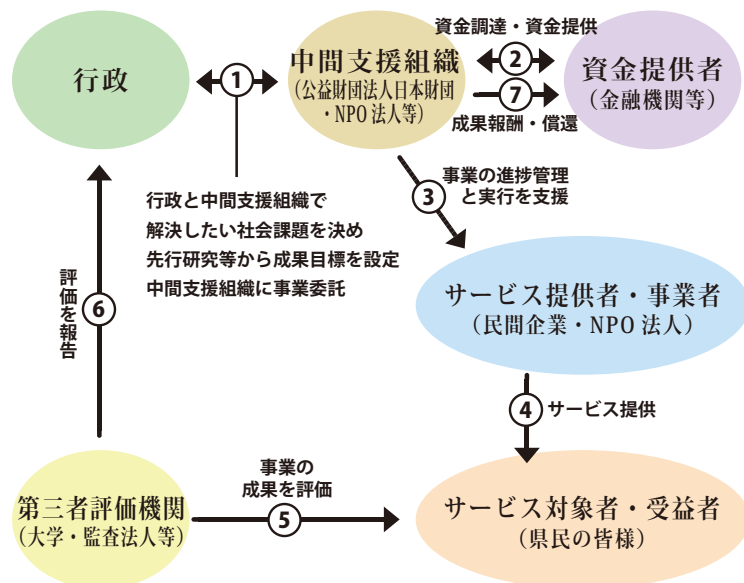 行政
1
中間支援組織
（公益財団法人日本財団
・NPO 法人等）
資金調達・資金提供
2
7
成果報酬・償還
資金提供者
（金融機関等）
行政と中間支援組織で
解決したい社会課題を決め
先行研究等から成果目標を設定
中間支援組織に事業委託
3
事業の進捗管理
と実行を支援
サービス提供者・事業者
（民間企業・NPO 法人）
4
サービス提供
サービス対象者・受益者
（県民の皆様）
事業の
成果を評価
5
第三者評価機関
（大学・監査法人等）
6
評価を報告